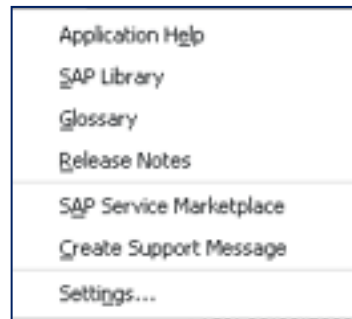 Application Help
SAP Library
Glossary
Release Notes
SAP Service Marketplace
Create Support Message
Settings...